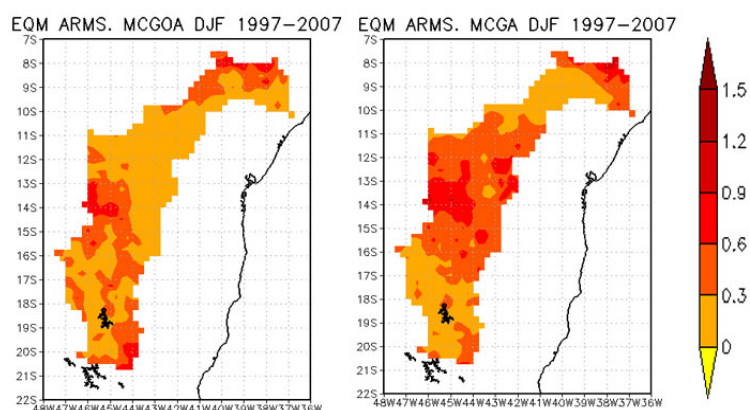 EQM ARMS. MCGOA DJF 1997-2007
7S
8S
9S
10S
11S
12S
13S
14S
15S
16S
17S
18S
19S
20S
21S
22S
48W47W46W45W44W43W42W41W40W39W38W37W36W
EQM ARMS. MCGA DJF 1997-2007
7S
8S
9S
10S
11S
12S
13S
14S
15S
16S
17S
18S
19S
20S
21S
22S
48W47W46W45W44W43W42W41W40W39W38W37W36W
1.5
1.2
0.9
0.6
0.3
0